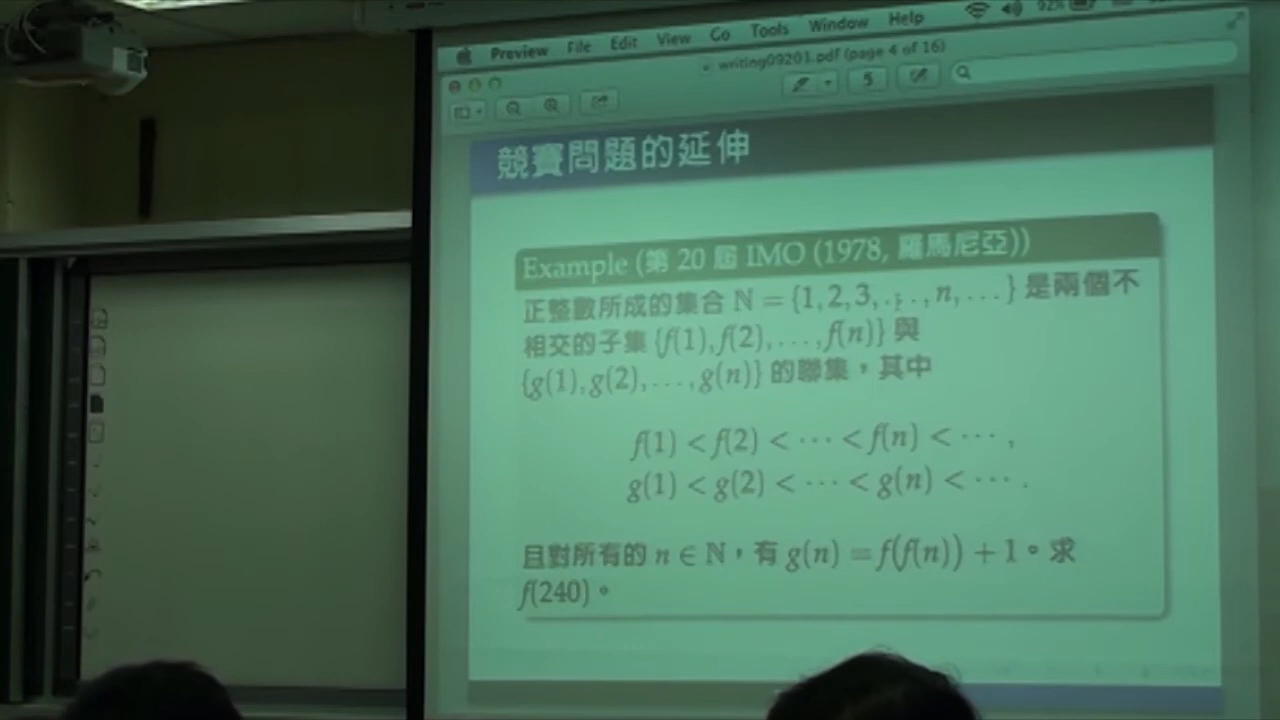 Preview File Edit View Go Tools Window Help 92%
writing09201.pdf (page 4 of 16)
競賽問題的延伸
Example (第 20 屆 IMO (1978, 羅馬尼亞))
正整數所成的集合 N = {1, 2, 3, . . . , n, . . . } 是兩個不
相交的子集 {f(1), f(2), . . . , f(n)} 與
{g(1), g(2), . . . , g(n)} 的聯集，其中
f(1) < f(2) < · · · < f(n) < · · · ,
g(1) < g(2) < · · · < g(n) < · · · .
且對所有的 n ∈ N，有 g(n) = f(f(n)) + 1。求
f(240)。